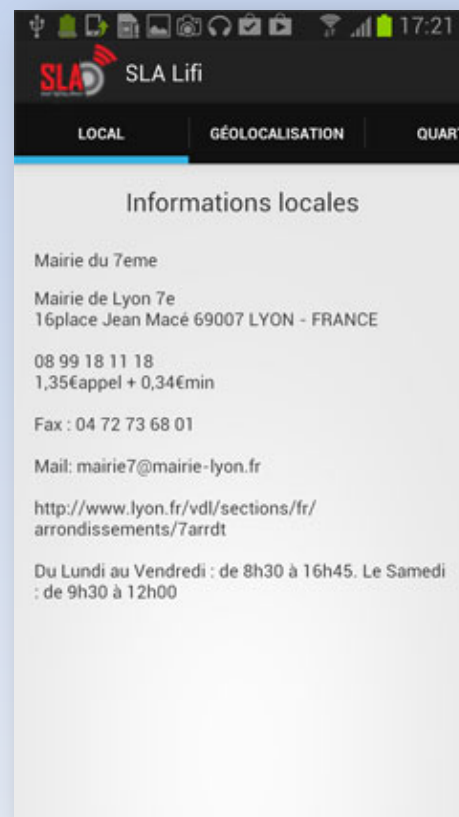 17:21
SLA
SLA Lifi
LOCAL
GÉOLOCALISATION
QUAR
Informations locales
Mairie du 7eme
Mairie de Lyon 7e
16place Jean Macé 69007 LYON - FRANCE
08 99 18 11 18
1,35€appel + 0,34€min
Fax : 04 72 73 68 01
Mail: mairie7@mairie-lyon.fr
http://www.lyon.fr/vdl/sections/fr/
arrondissements/7arrdt
Du Lundi au Vendredi : de 8h30 à 16h45. Le Samedi
: de 9h30 à 12h00